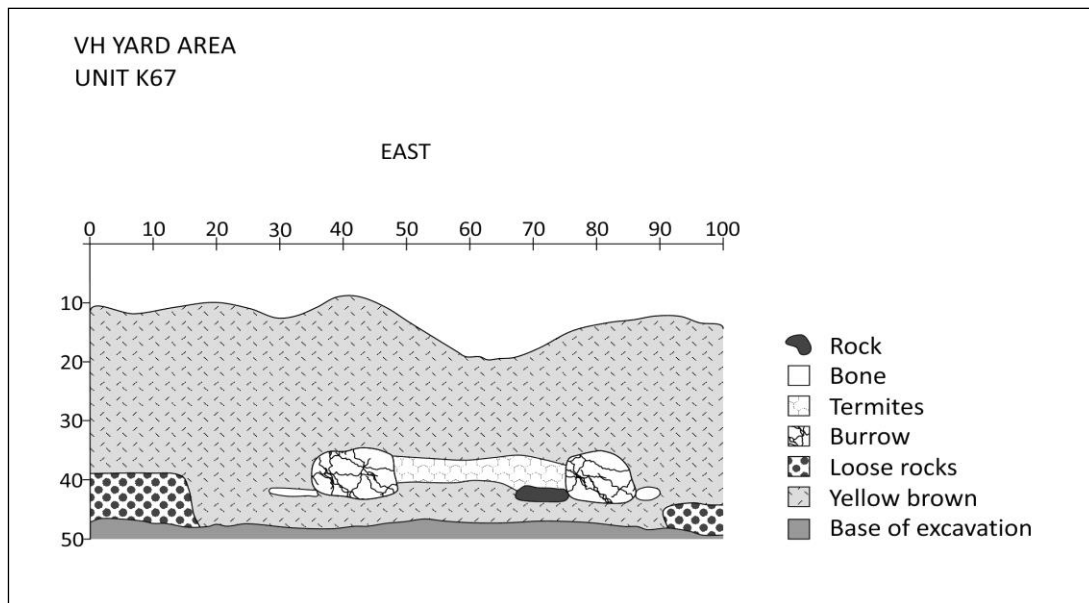 VH YARD AREA
UNIT K67
EAST
0 10 20 30 40 50 60 70 80 90 100
10
20
30
40
50
Rock
Bone
Termites
Burrow
Loose rocks
Yellow brown
Base of excavation